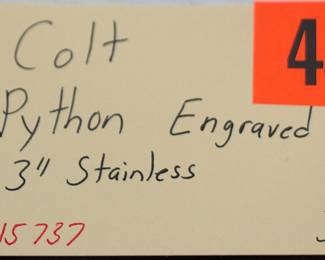 Colt
4
Python Engraved
3" Stainless
15737